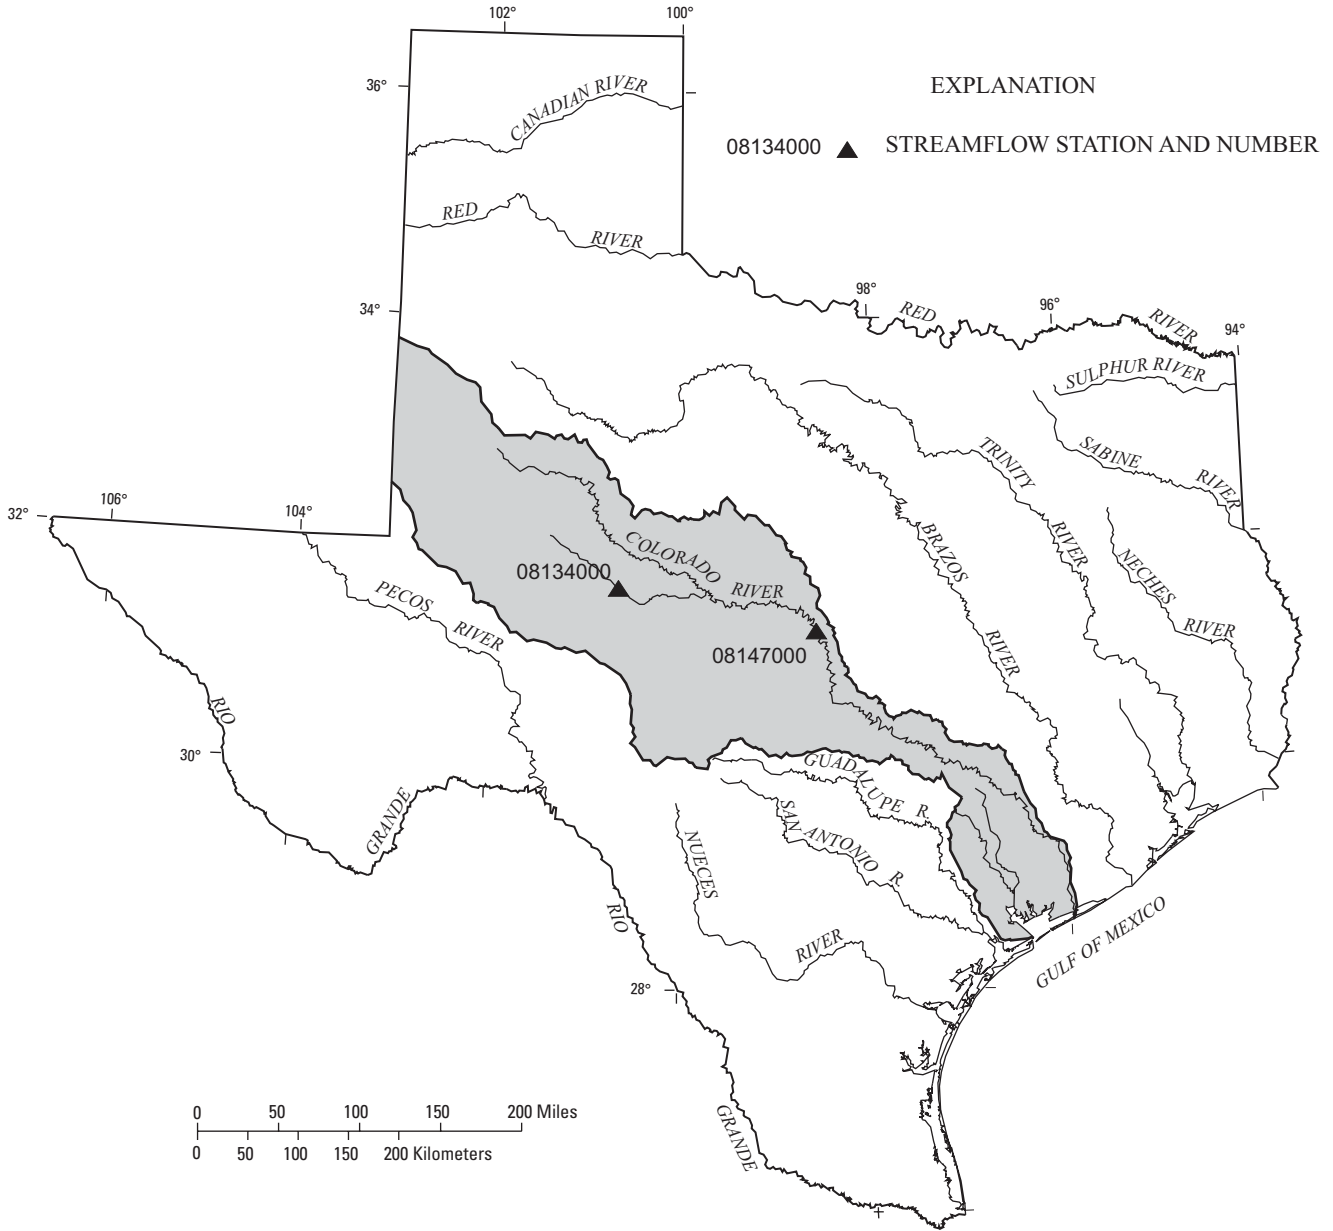 102°
100°
36°
EXPLANATION
CANADIAN RIVER
08134000 STREAMFLOW STATION AND NUMBER
RED
RIVER
98°
96°
94°
34°
RED
RIVER
SULPHUR RIVER
SABINE
RIVER
TRINITY
RIVER
32°
106°
104°
COLORADO
RIVER
08134000
BRAZOS
RIVER
NECHES
RIVER
PECOS
RIVER
08147000
RIO
30°
GRANDE
GUADALUPE R
SAN ANTONIO R
NUECES
RIVER
RIO
GULF OF MEXICO
28°
GRANDE
0 50 100 150 200 Miles
0 50 100 150 200 Kilometers